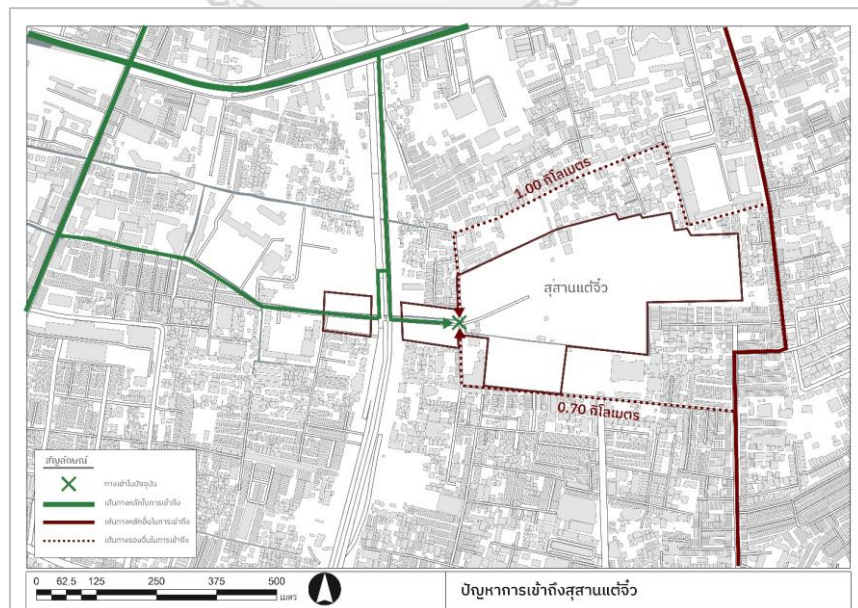 1.00 กิโลเมตร
สุสานแต้จิ๋ว
0.70 กิโลเมตร
สัญลักษณ์
ทางเข้าในปัจจุบัน
เส้นทางหลักในการเข้าถึง
เส้นทางหลักอื่นในการเข้าถึง
เส้นทางรองอื่นในการเข้าถึง
0 62.5 125 250 375 500
เมตร
ปัญหาการเข้าถึงสุสานแต้จิ๋ว